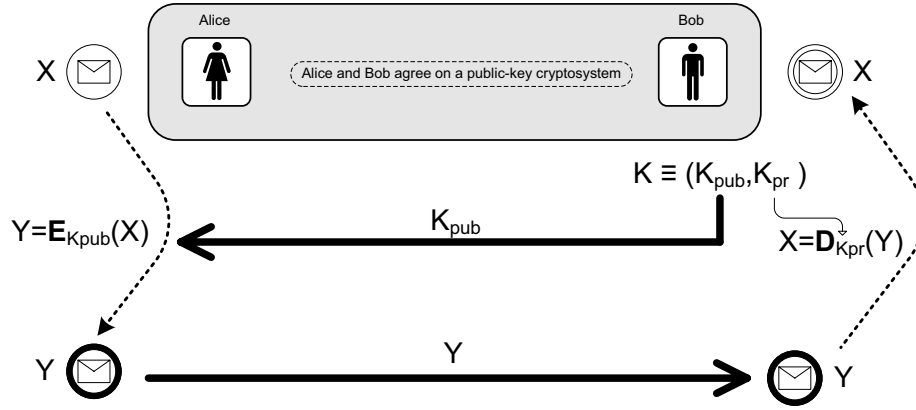 Alice
Bob
X
Alice and Bob agree on a public-key cryptosystem
X
K ≡ (Kpub,Kpr )
Kpub
Y=EKpub(X)
X=DKpr(Y)
Y
Y
Y